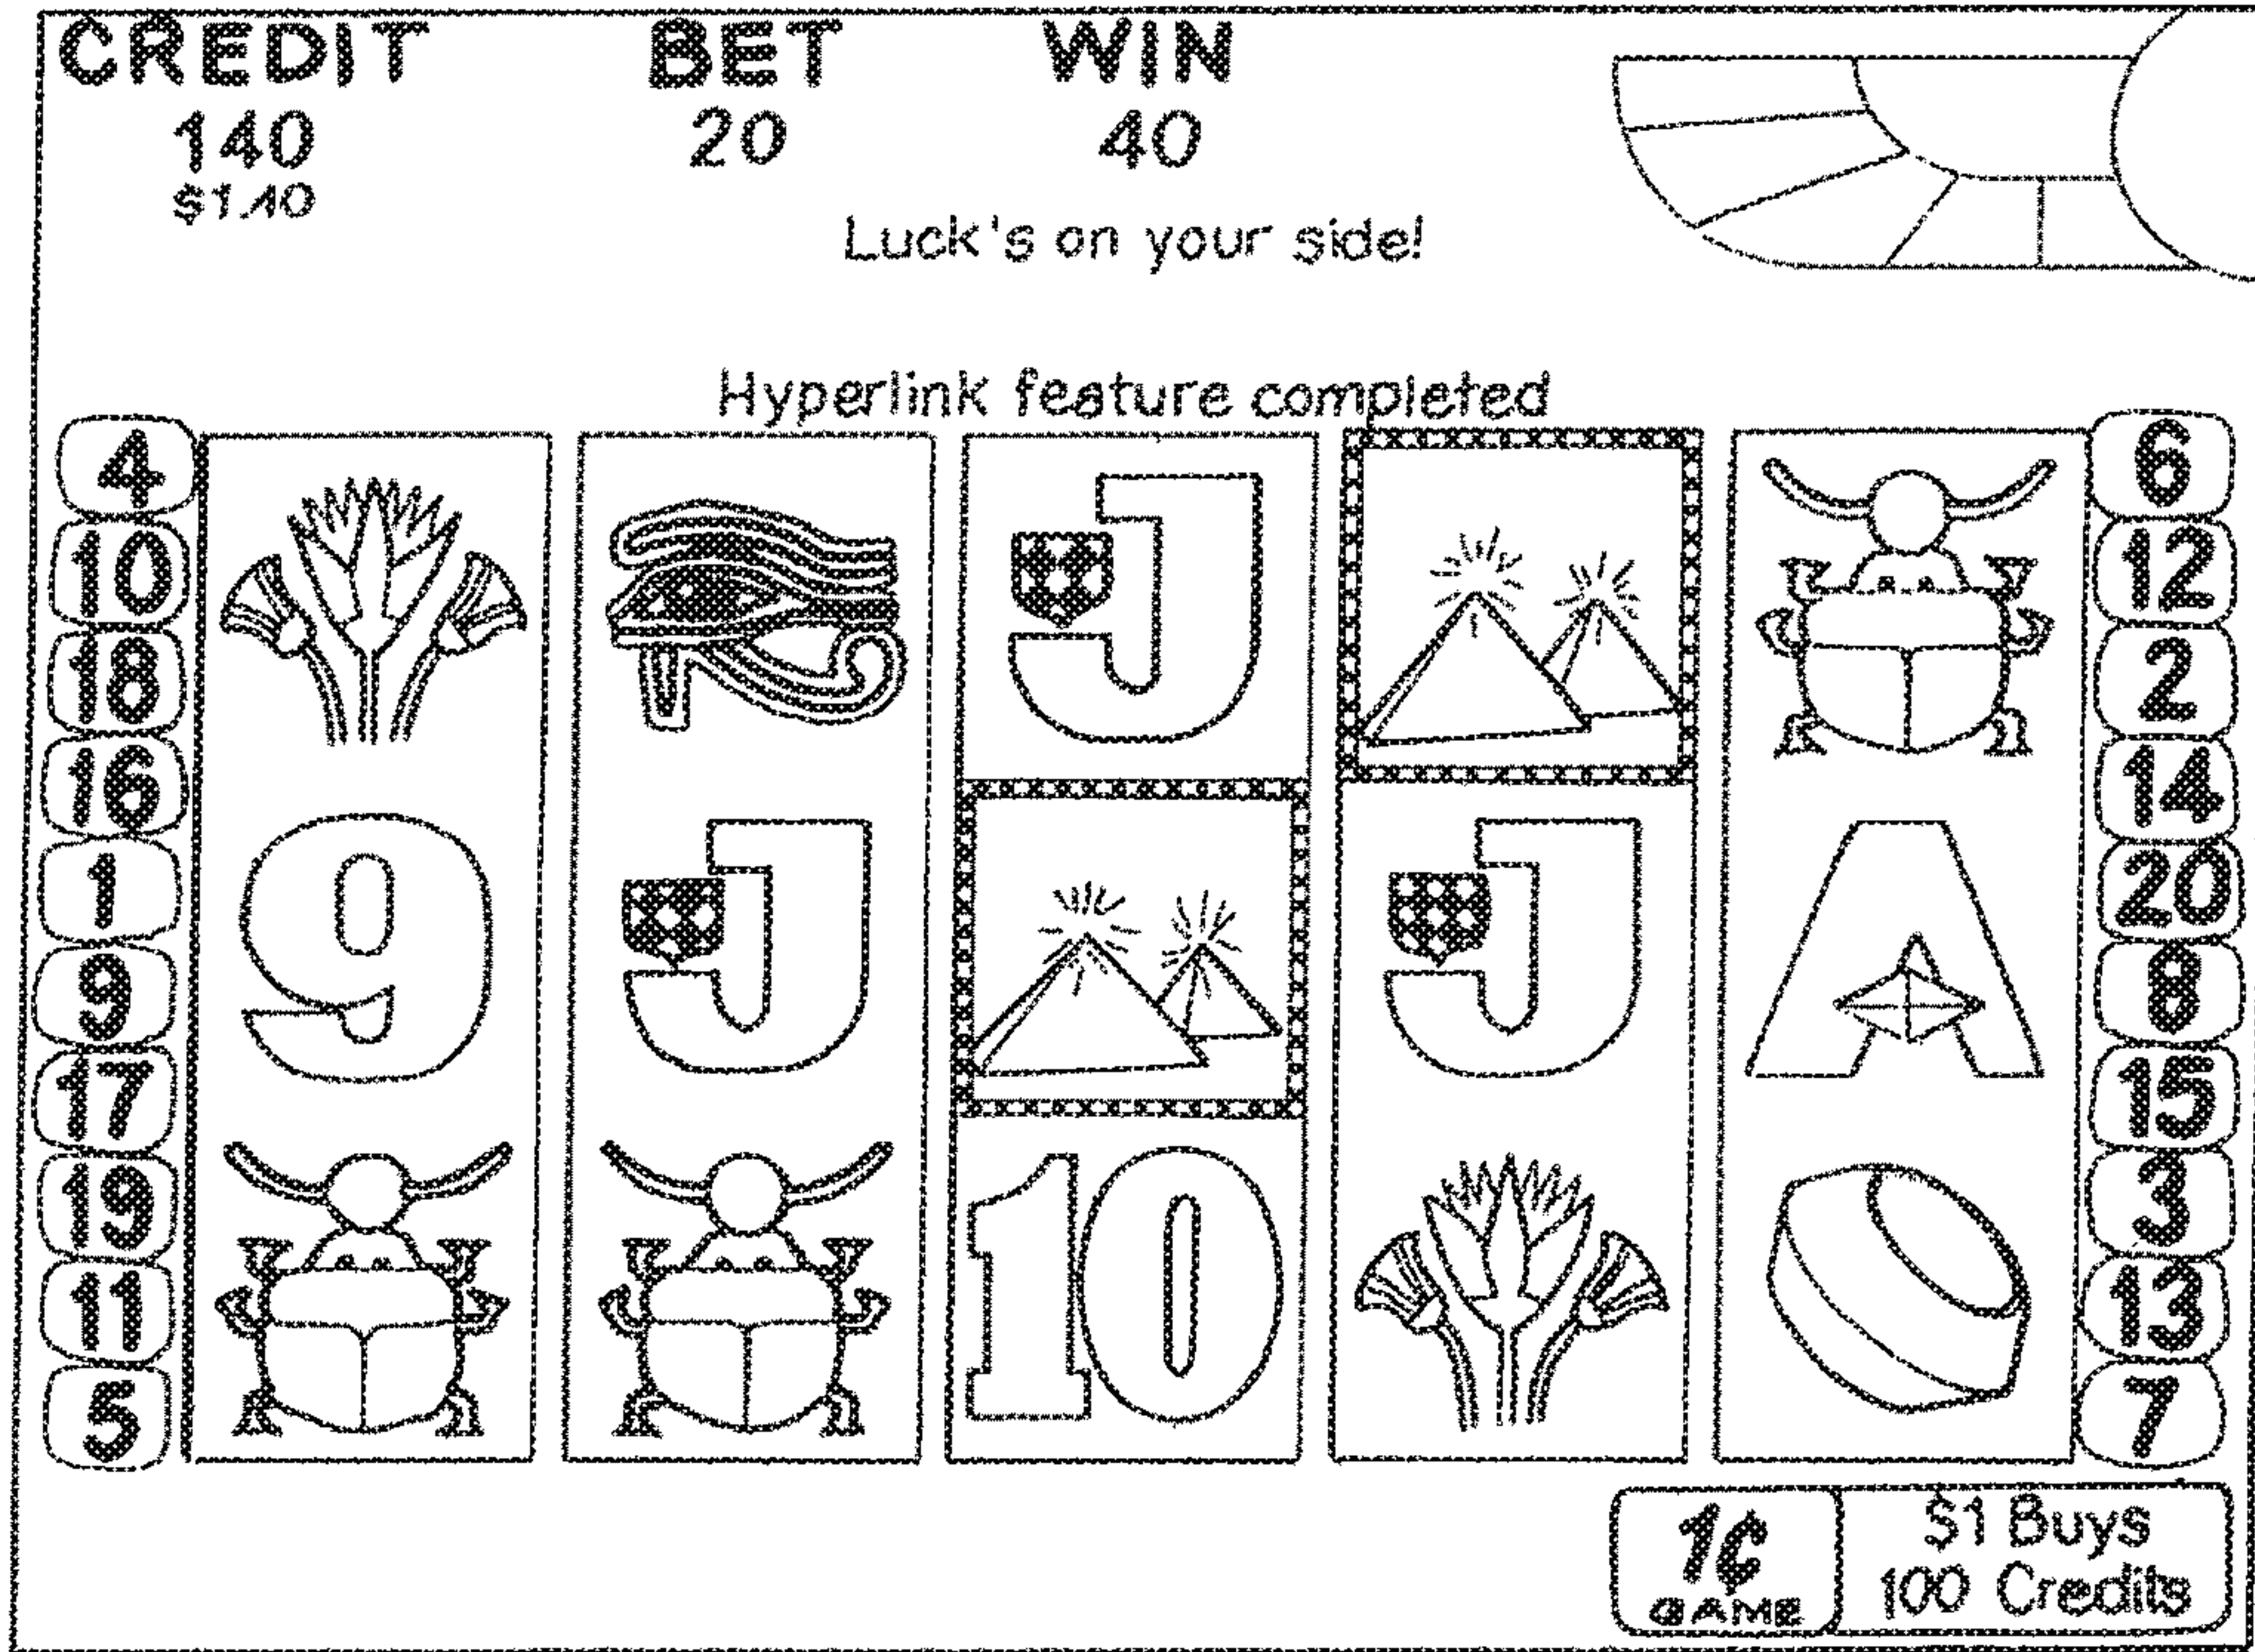 CREDIT BET WIN
140 20 40
$1.40
Luck's on your side!
Hyperlink feature completed
4 J 6
10 12
18 2
16 14
1 9 J J A 20
9 8
17 15
19 10 3
11 13
5 7
1¢ GAME
$1 Buys
100 Credits